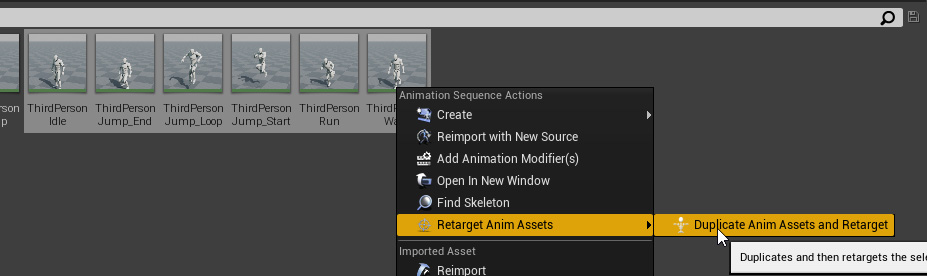 rson
p
ThirdPerson
Idle
ThirdPerson
Jump_End
ThirdPerson
Jump_Loop
ThirdPerson
Jump_Start
ThirdPerson
Run
ThirdP
Wa
Animation Sequence Actions
Create
Reimport with New Source
Add Animation Modifier(s)
Open In New Window
Find Skeleton
Retarget Anim Assets
Duplicate Anim Assets and Retarget
Duplicates and then retargets the sele
Imported Asset
Reimport